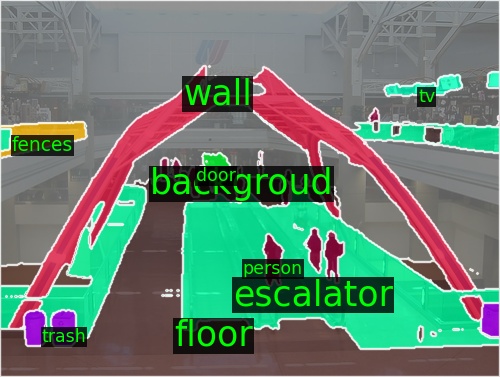 wall
tv
fences
door
backgroud
person
escalator
floor
trash